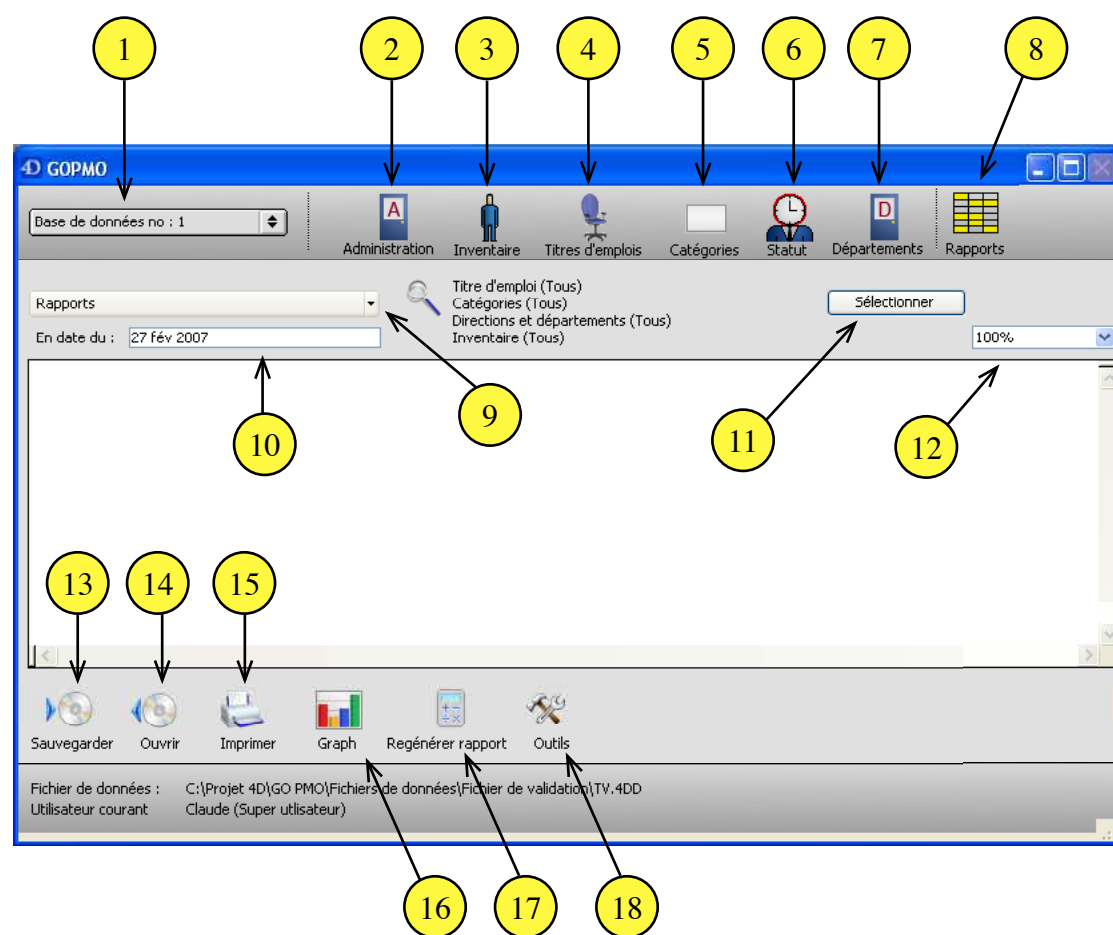 1 2 3 4 5 6 7 8
4D GOPMO
Base de données no : 1
A
D
Administration Inventaire Titres d'emplois Catégories Statut Départements Rapports
Rapports
Titre d'emploi (Tous)
Catégories (Tous)
Directions et départements (Tous)
Inventaire (Tous)
Sélectionner
En date du : 27 fév 2007
100%
9
10 11 12
13 14 15
Sauvegarder Ouvrir Imprimer Graph Regénérer rapport Outils
Fichier de données : C:\Projet 4D\GO PMO\Fichiers de données\Fichier de validation\TV.4DD
Utilisateur courant Claude (Super utlisateur)
16 17 18